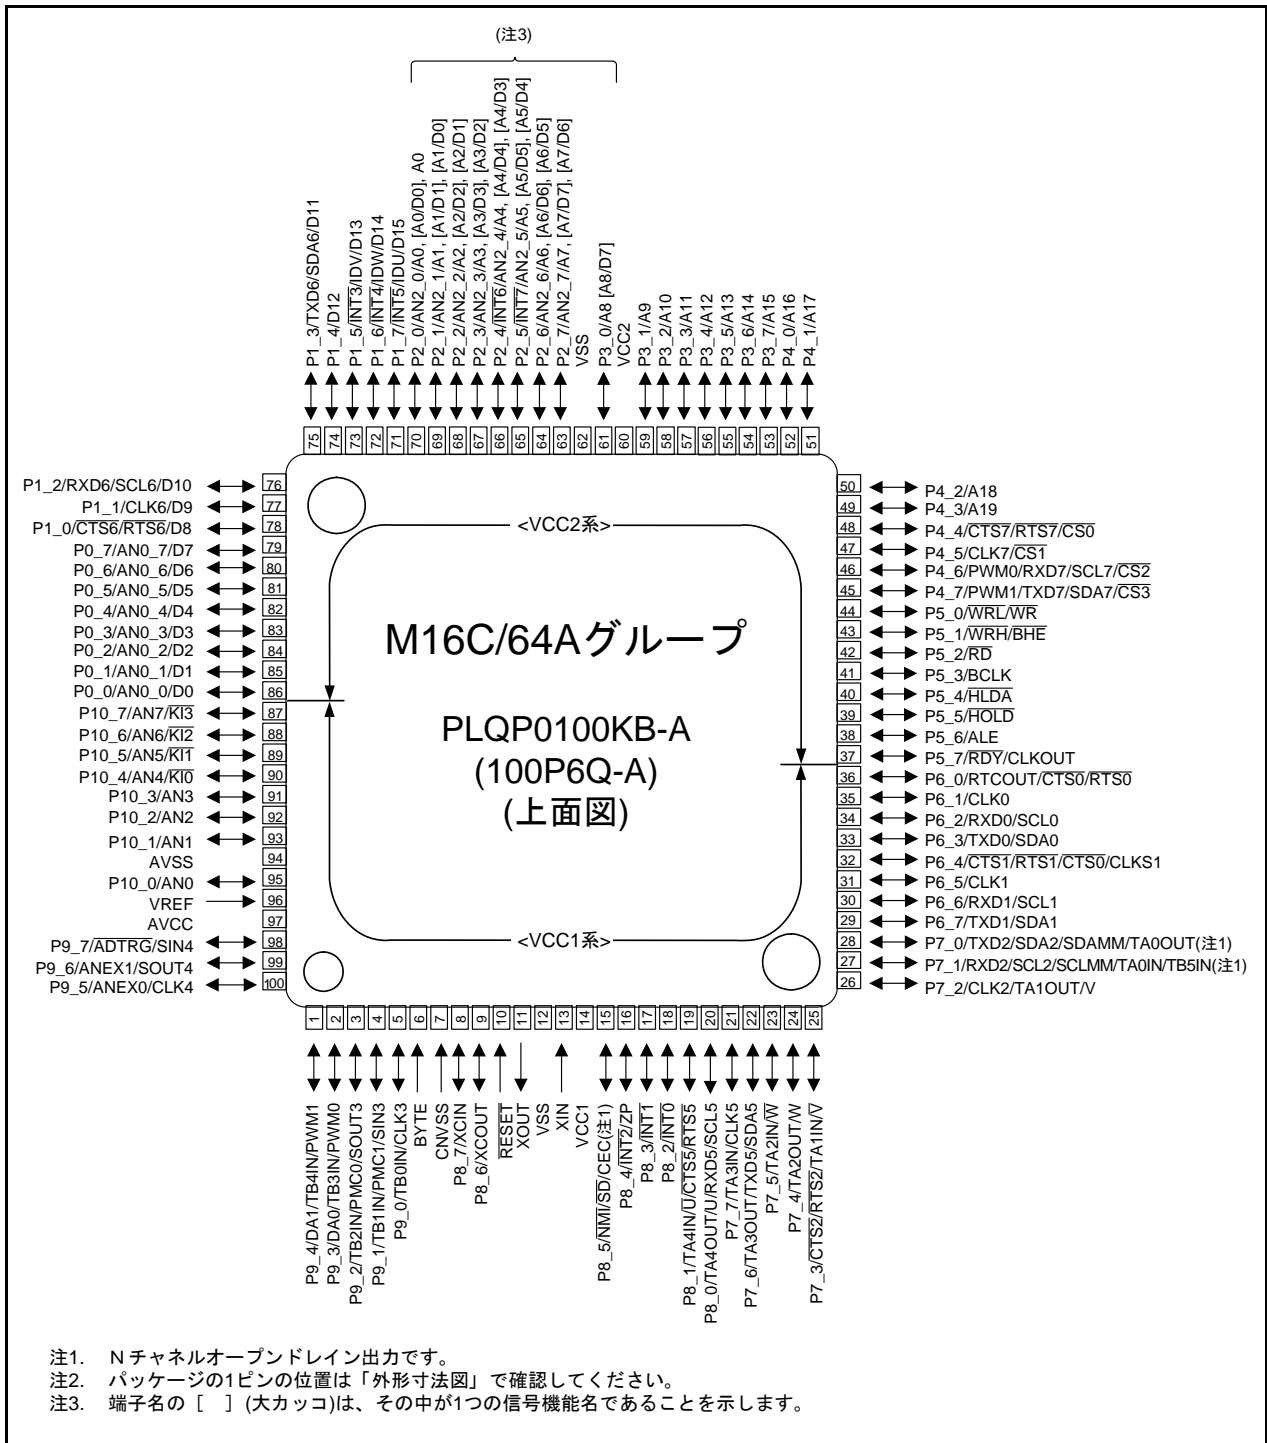 (注3)
P1_3/TXD6/SDA6/D11
P1_4/D12
P1_5/INT3/IDV/D13
P1_6/INT4/IDW/D14
P1_7/INT5/IDU/D15
P2_0/AN2_0/A0, [A0/D0], A0
P2_1/AN2_1/A1, [A1/D1], [A1/D0]
P2_2/AN2_2/A2, [A2/D2], [A2/D1]
P2_3/AN2_3/A3, [A3/D3], [A3/D2]
P2_4/INT6/AN2_4/A4, [A4/D4], [A4/D3]
P2_5/INT7/AN2_5/A5, [A5/D5], [A5/D4]
P2_6/AN2_6/A6, [A6/D6], [A6/D5]
P2_7/AN2_7/A7, [A7/D7], [A7/D6]
VSS
P3_0/A8 [A8/D7]
VCC2
P3_1/A9
P3_2/A10
P3_3/A11
P3_4/A12
P3_5/A13
P3_6/A14
P3_7/A15
P4_0/A16
P4_1/A17
75
74
73
72
71
70
69
68
67
66
65
64
63
62
61
60
59
58
57
56
55
54
53
52
51
P1_2/RXD6/SCL6/D10 76
P1_1/CLK6/D9 77
P1_0/CTS6/RTS6/D8 78
P0_7/AN0_7/D7 79
P0_6/AN0_6/D6 80
P0_5/AN0_5/D5 81
P0_4/AN0_4/D4 82
P0_3/AN0_3/D3 83
P0_2/AN0_2/D2 84
P0_1/AN0_1/D1 85
P0_0/AN0_0/D0 86
P10_7/AN7/KI3 87
P10_6/AN6/KI2 88
P10_5/AN5/KI1 89
P10_4/AN4/KI0 90
P10_3/AN3 91
P10_2/AN2 92
P10_1/AN1 93
AVSS 94
P10_0/AN0 95
VREF 96
AVCC 97
P9_7/ADTRG/SIN4 98
P9_6/ANEX1/SOUT4 99
P9_5/ANEX0/CLK4 100
<VCC2系>
M16C/64Aグループ
PLQP0100KB-A
(100P6Q-A)
(上面図)
<VCC1系>
50 P4_2/A18
49 P4_3/A19
48 P4_4/CTS7/RTS7/CS0
47 P4_5/CLK7/CS1
46 P4_6/PWM0/RXD7/SCL7/CS2
45 P4_7/PWM1/TXD7/SDA7/CS3
44 P5_0/WRL/WR
43 P5_1/WRH/BHE
42 P5_2/RD
41 P5_3/BCLK
40 P5_4/HLDA
39 P5_5/HOLD
38 P5_6/ALE
37 P5_7/RDY/CLKOUT
36 P6_0/RTCOUT/CTS0/RTS0
35 P6_1/CLK0
34 P6_2/RXD0/SCL0
33 P6_3/TXD0/SDA0
32 P6_4/CTS1/RTS1/CTS0/CLKS1
31 P6_5/CLK1
30 P6_6/RXD1/SCL1
29 P6_7/TXD1/SDA1
28 P7_0/TXD2/SDA2/SDAMM/TA0OUT(注1)
27 P7_1/RXD2/SCL2/SCLMM/TA0IN/TB5IN(注1)
26 P7_2/CLK2/TA1OUT/V
1
2
3
4
5
6
7
8
9
10
11
12
13
14
15
16
17
18
19
20
21
22
23
24
25
P9_4/DA1/TB4IN/PWM1
P9_3/DA0/TB3IN/PWM0
P9_2/TB2IN/PMC0/SOUT3
P9_1/TB1IN/PMC1/SIN3
P9_0/TB0IN/CLK3
BYTE
CNVSS
P8_7/XCIN
P8_6/XCOUT
RESET
XOUT
VSS
XIN
VCC1
P8_5/NMI/SD/CEC(注1)
P8_4/INT2/ZP
P8_3/INT1
P8_2/INT0
P8_1/TA4IN/U/CTS5/RTS5
P8_0/TA4OUT/U/RXD5/SCL5
P7_7/TA3IN/CLK5
P7_6/TA3OUT/TXD5/SDA5
P7_5/TA2IN/W
P7_4/TA2OUT/W
P7_3/CTS2/RTS2/TA1IN/V
注1. Nチャネルオープンドレイン出力です。
注2. パッケージの1ピンの位置は「外形寸法図」で確認してください。
注3. 端子名の［ ］(大カッコ)は、その中が1つの信号機能名であることを示します。